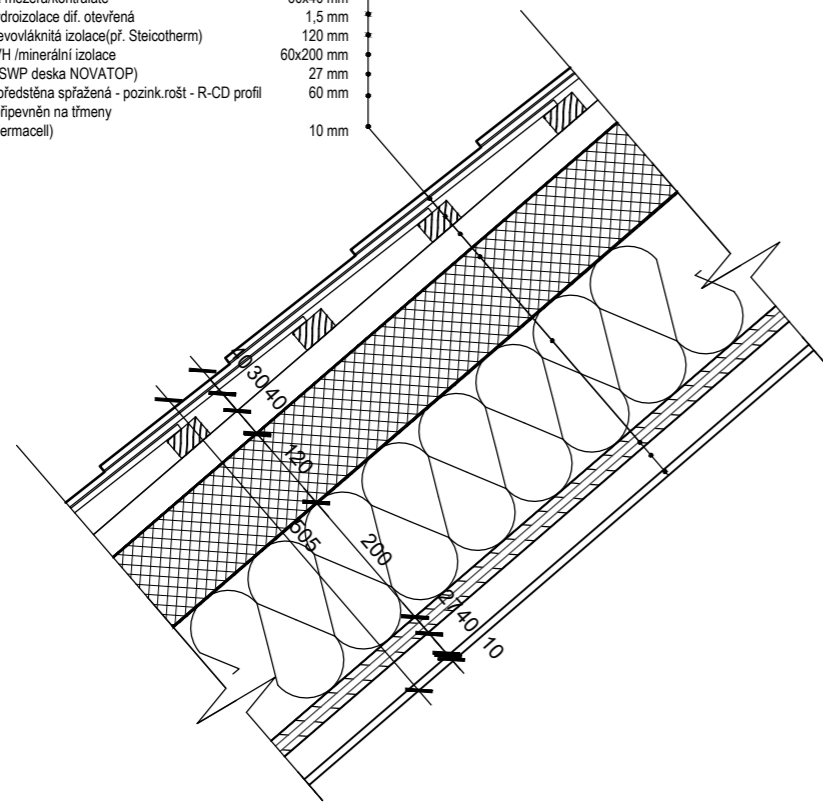 droizolace dif. otevřená 1,5 mm
evovláknitá izolace(př. Steicotherm) 120 mm
/H /minerální izolace 60x200 mm
SWP deska NOVATOP) 27 mm
předstěna spřažená - pozink.rošt - R-CD profil 60 mm
řipevněn na třmeny
ermacell) 10 mm
30
40
120
605
200
27
40
10